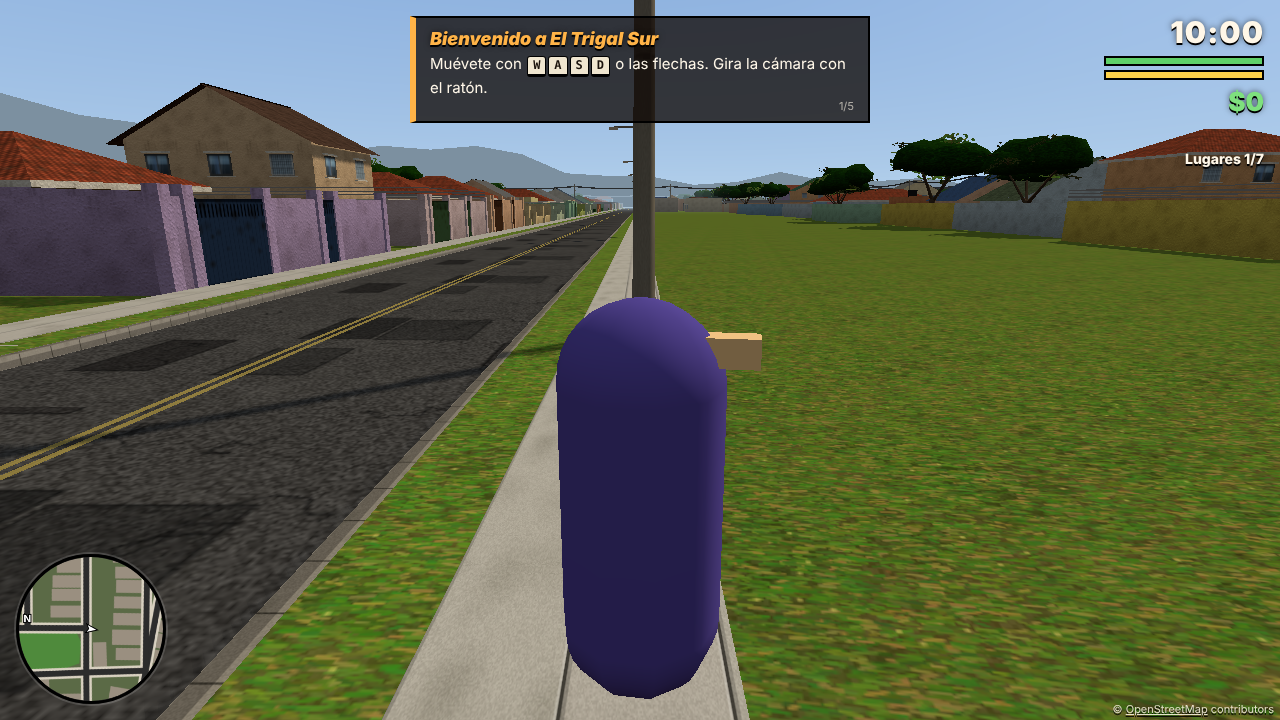 Bienvenido a El Trigal Sur
Muévete con W A S D o las flechas. Gira la cámara con
el ratón.
1/5
10:00
$0
Lugares 1/7
N
© OpenStreetMap contributors